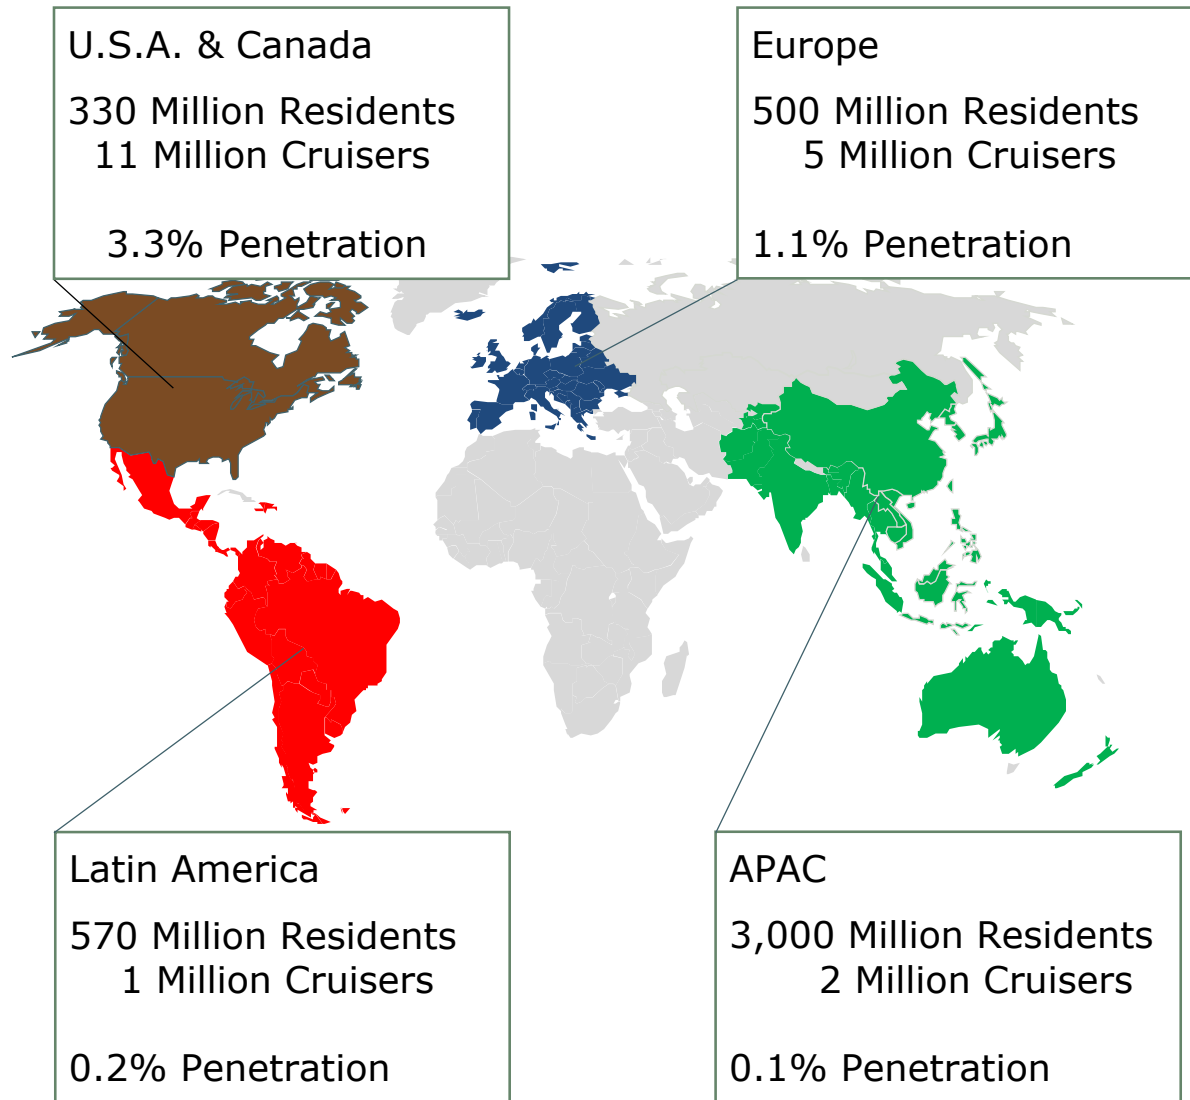 U.S.A. & Canada
330 Million Residents
11 Million Cruisers
3.3% Penetration
Europe
500 Million Residents
5 Million Cruisers
1.1% Penetration
Latin America
570 Million Residents
1 Million Cruisers
0.2% Penetration
APAC
3,000 Million Residents
2 Million Cruisers
0.1% Penetration